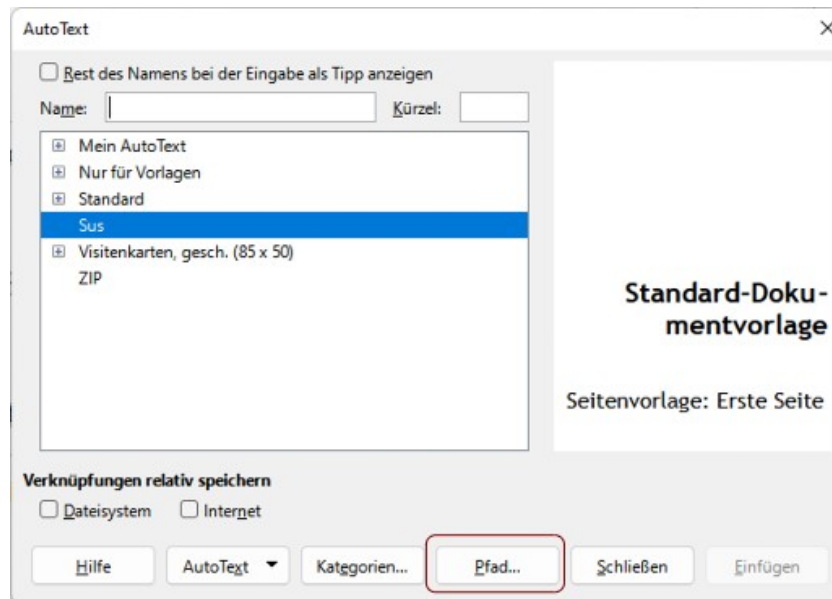 AutoText
Rest des Namens bei der Eingabe als Tipp anzeigen
Name:
Kürzel:
Mein AutoText
Nur für Vorlagen
Standard
Sus
Visitenkarten, gesch. (85 x 50)
ZIP
Standard-Doku-
mentvorlage
Seitenvorlage: Erste Seite
Verknüpfungen relativ speichern
Dateisystem Internet
Hilfe AutoText Kategorien... Pfad... Schließen Einfügen